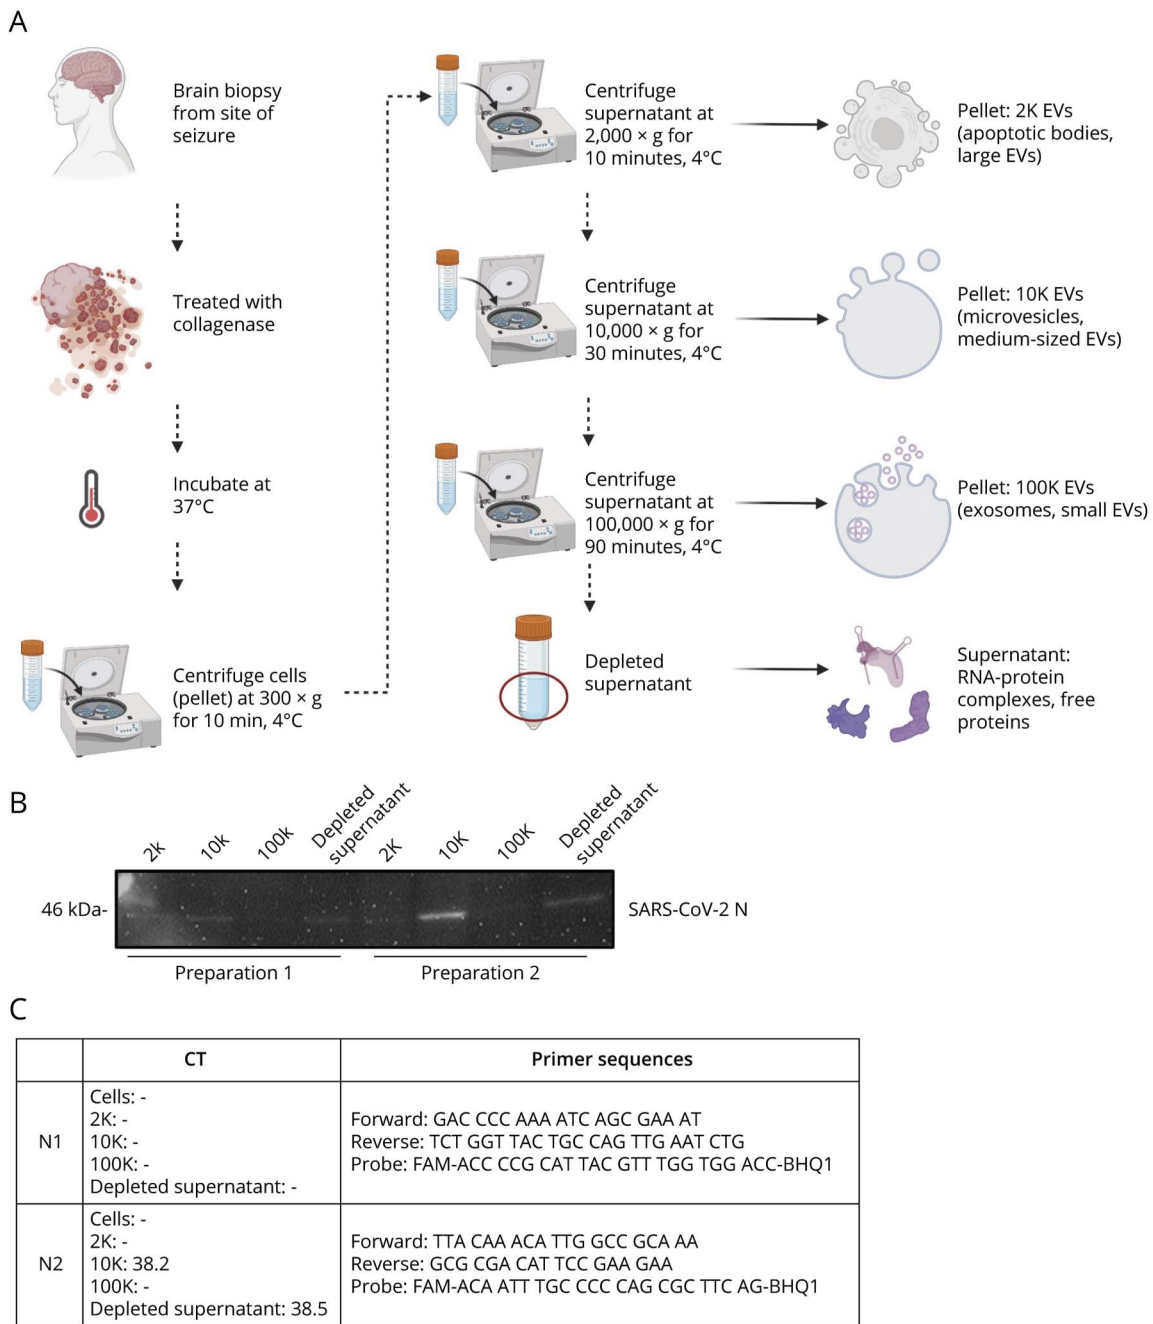 A
Brain biopsy
from site of
seizure
Treated with
collagenase
Incubate at
37°C
Centrifuge cells
(pellet) at 300 × g
for 10 min, 4°C
Centrifuge
supernatant at
2,000 × g for
10 minutes, 4°C
Pellet: 2K EVs
(apoptotic bodies,
large EVs)
Centrifuge
supernatant at
10,000 × g for
30 minutes, 4°C
Pellet: 10K EVs
(microvesicles,
medium-sized EVs)
Centrifuge
supernatant at
100,000 × g for
90 minutes, 4°C
Pellet: 100K EVs
(exosomes, small EVs)
Depleted
supernatant
Supernatant:
RNA-protein
complexes, free
proteins
B
2k
10k
100k
Depleted
supernatant
2K
10K
100K
Depleted
supernatant
46 kDa-
SARS-CoV-2 N
Preparation 1
Preparation 2
C
CT
Primer sequences
N1
Cells: -
2K: -
10K: -
100K: -
Depleted supernatant: -
Forward: GAC CCC AAA ATC AGC GAA AT
Reverse: TCT GGT TAC TGC CAG TTG AAT CTG
Probe: FAM-ACC CCG CAT TAC GTT TGG TGG ACC-BHQ1
N2
Cells: -
2K: -
10K: 38.2
100K: -
Depleted supernatant: 38.5
Forward: TTA CAA ACA TTG GCC GCA AA
Reverse: GCG CGA CAT TCC GAA GAA
Probe: FAM-ACA ATT TGC CCC CAG CGC TTC AG-BHQ1